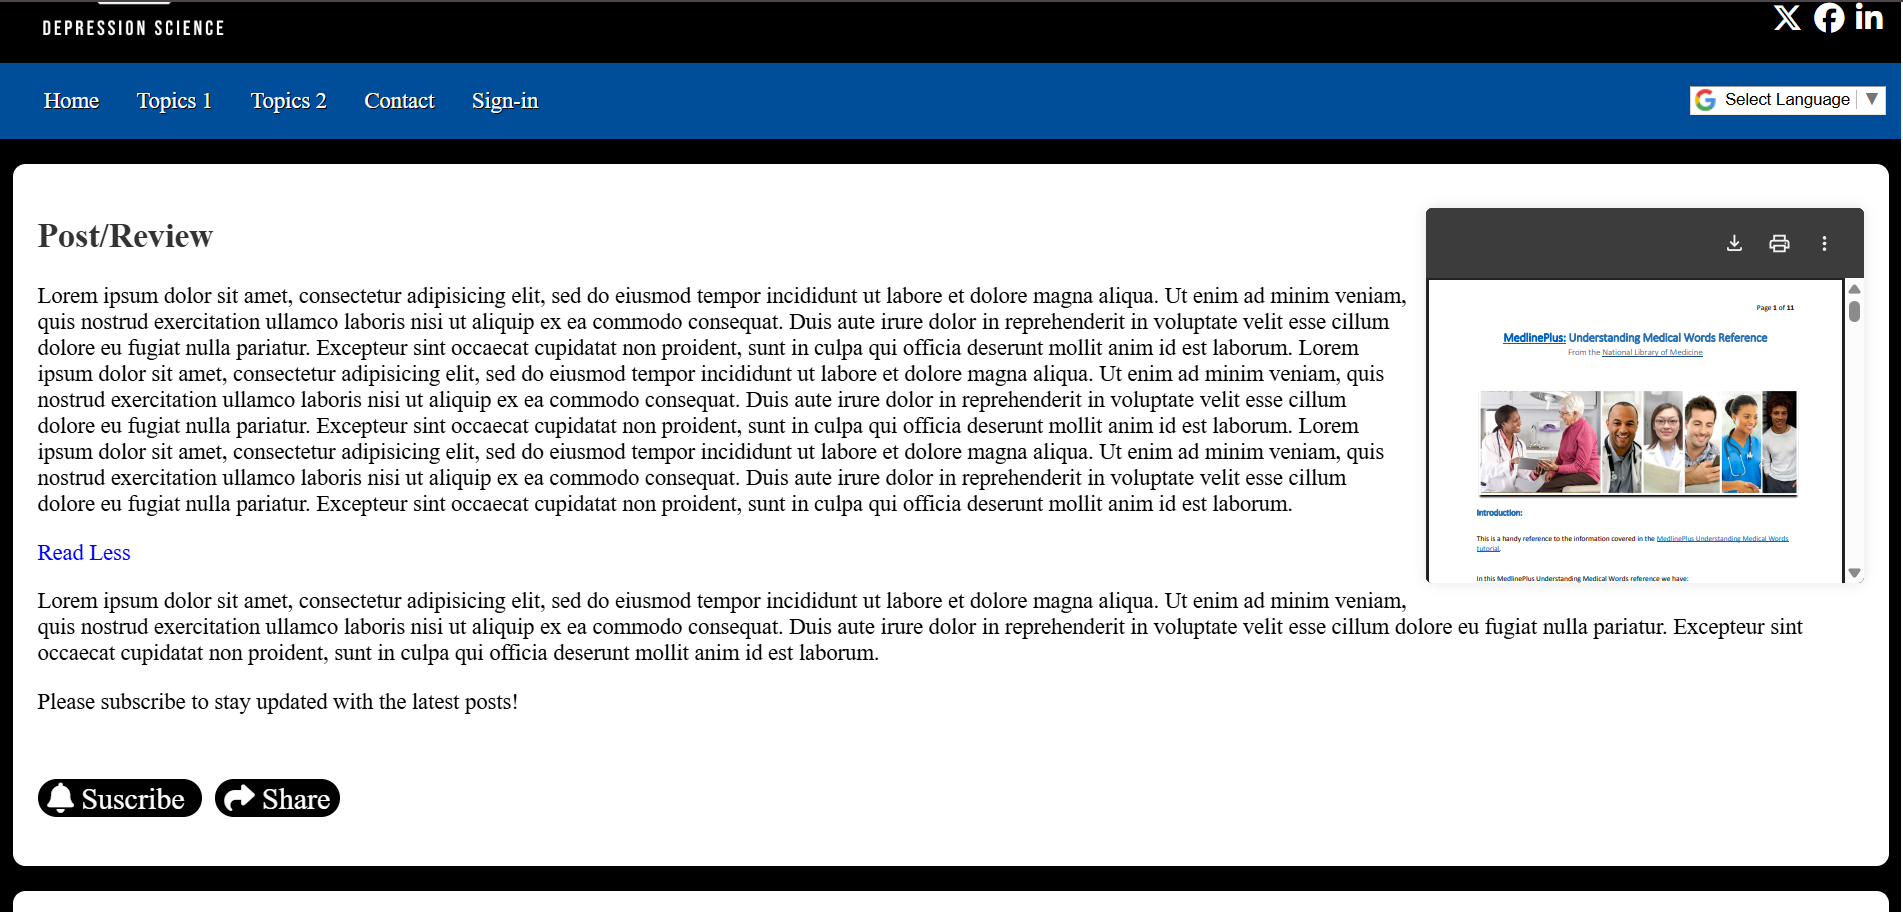 DEPRESSION SCIENCE
Home Topics 1 Topics 2 Contact Sign-in
Select Language ▼
Post/Review
Lorem ipsum dolor sit amet, consectetur adipisicing elit, sed do eiusmod tempor incididunt ut labore et dolore magna aliqua. Ut enim ad minim veniam,
quis nostrud exercitation ullamco laboris nisi ut aliquip ex ea commodo consequat. Duis aute irure dolor in reprehenderit in voluptate velit esse cillum
dolore eu fugiat nulla pariatur. Excepteur sint occaecat cupidatat non proident, sunt in culpa qui officia deserunt mollit anim id est laborum. Lorem
ipsum dolor sit amet, consectetur adipisicing elit, sed do eiusmod tempor incididunt ut labore et dolore magna aliqua. Ut enim ad minim veniam, quis
nostrud exercitation ullamco laboris nisi ut aliquip ex ea commodo consequat. Duis aute irure dolor in reprehenderit in voluptate velit esse cillum
dolore eu fugiat nulla pariatur. Excepteur sint occaecat cupidatat non proident, sunt in culpa qui officia deserunt mollit anim id est laborum. Lorem
ipsum dolor sit amet, consectetur adipisicing elit, sed do eiusmod tempor incididunt ut labore et dolore magna aliqua. Ut enim ad minim veniam, quis
nostrud exercitation ullamco laboris nisi ut aliquip ex ea commodo consequat. Duis aute irure dolor in reprehenderit in voluptate velit esse cillum
dolore eu fugiat nulla pariatur. Excepteur sint occaecat cupidatat non proident, sunt in culpa qui officia deserunt mollit anim id est laborum.
Read Less
Lorem ipsum dolor sit amet, consectetur adipisicing elit, sed do eiusmod tempor incididunt ut labore et dolore magna aliqua. Ut enim ad minim veniam,
quis nostrud exercitation ullamco laboris nisi ut aliquip ex ea commodo consequat. Duis aute irure dolor in reprehenderit in voluptate velit esse cillum dolore eu fugiat nulla pariatur. Excepteur sint
occaecat cupidatat non proident, sunt in culpa qui officia deserunt mollit anim id est laborum.
Please subscribe to stay updated with the latest posts!
Suscribe Share
Page 1 of 11
MedlinePlus: Understanding Medical Words Reference
From the National Library of Medicine
Introduction:
This is a handy reference to the information covered in the MedlinePlus Understanding Medical Words
tutorial.
In this MedlinePlus Understanding Medical Words reference we have: